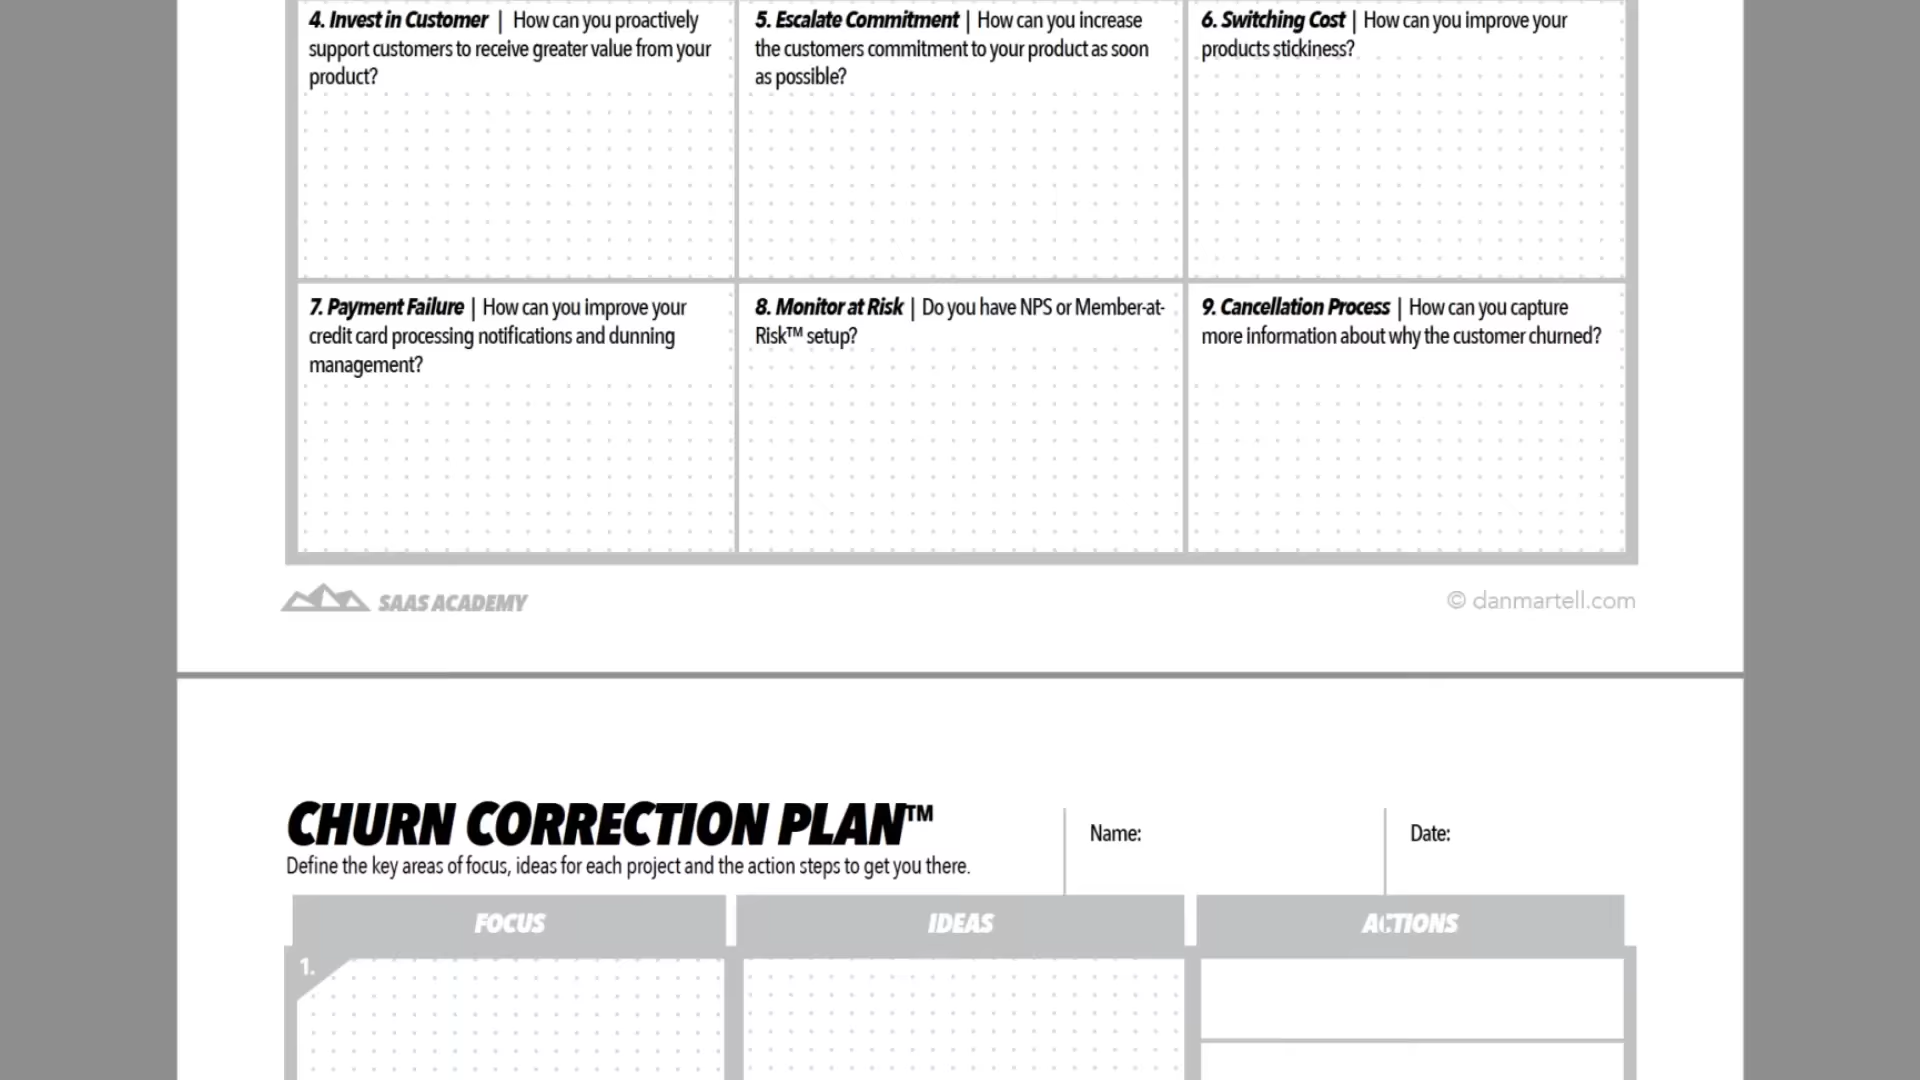 4. Invest in Customer | How can you proactively
support customers to receive greater value from your
product?
5. Escalate Commitment | How can you increase
the customers commitment to your product as soon
as possible?
6. Switching Cost | How can you improve your
products stickiness?
7. Payment Failure | How can you improve your
credit card processing notifications and dunning
management?
8. Monitor at Risk | Do you have NPS or Member-at-
Risk™ setup?
9. Cancellation Process | How can you capture
more information about why the customer churned?
SAAS ACADEMY
© danmartell.com
CHURN CORRECTION PLAN™
Define the key areas of focus, ideas for each project and the action steps to get you there.
Name:
Date:
FOCUS
IDEAS
ACTIONS
1.